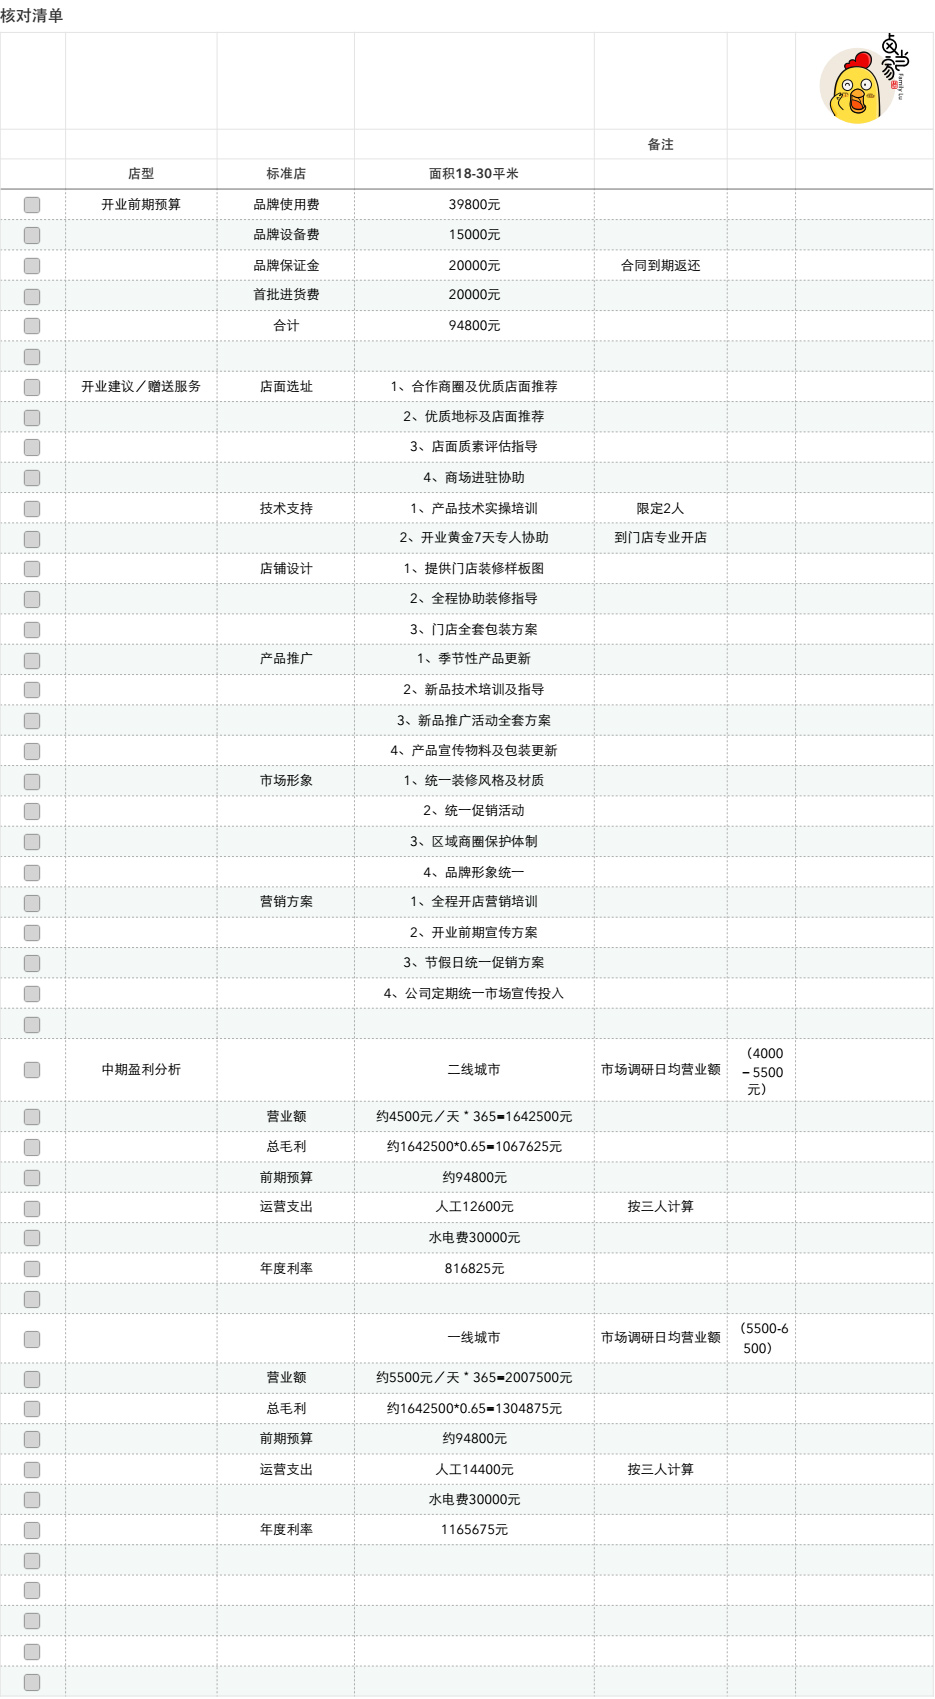 核对清单
卤当家
Family Lu
备注
店型 标准店 面积18-30平米
开业前期预算 品牌使用费 39800元
品牌设备费 15000元
品牌保证金 20000元 合同到期返还
首批进货费 20000元
合计 94800元
开业建议／赠送服务 店面选址 1、合作商圈及优质店面推荐
2、优质地标及店面推荐
3、店面质素评估指导
4、商场进驻协助
技术支持 1、产品技术实操培训 限定2人
2、开业黄金7天专人协助 到门店专业开店
店铺设计 1、提供门店装修样板图
2、全程协助装修指导
3、门店全套包装方案
产品推广 1、季节性产品更新
2、新品技术培训及指导
3、新品推广活动全套方案
4、产品宣传物料及包装更新
市场形象 1、统一装修风格及材质
2、统一促销活动
3、区域商圈保护体制
4、品牌形象统一
营销方案 1、全程开店营销培训
2、开业前期宣传方案
3、节假日统一促销方案
4、公司定期统一市场宣传投人
中期盈利分析 二线城市 市场调研日均营业额 （4000
－5500
元）
营业额 约4500元／天 * 365=1642500元
总毛利 约1642500*0.65=1067625元
前期预算 约94800元
运营支出 人工12600元 按三人计算
水电费30000元
年度利率 816825元
一线城市 市场调研日均营业额 （5500-6
500）
营业额 约5500元／天 * 365=2007500元
总毛利 约1642500*0.65=1304875元
前期预算 约94800元
运营支出 人工14400元 按三人计算
水电费30000元
年度利率 1165675元